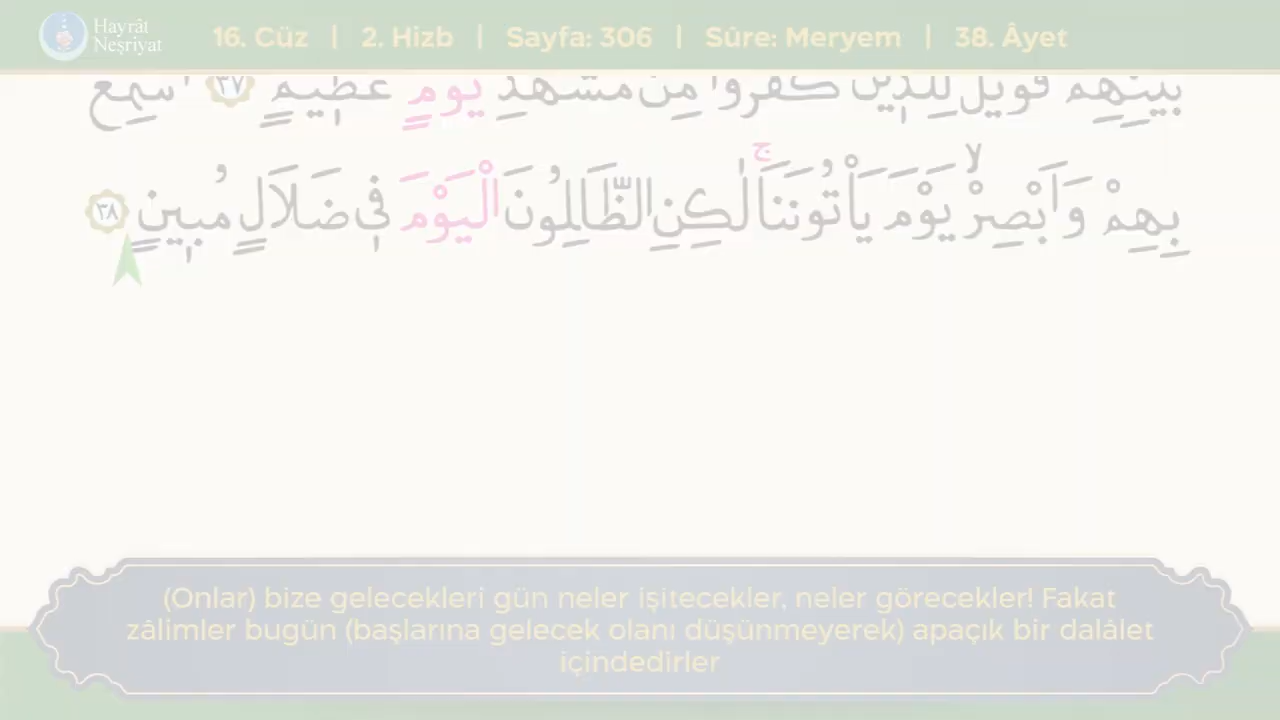 Hayrât
Neşriyat
16. Cüz | 2. Hizb | Sayfa: 306 | Sûre: Meryem | 38. Âyet
بَيْنِهِمْ فَوَيْلٌ لِلَّذ۪ينَ كَفَرُوا مِنْ مَشْهَدِ يَوْمٍ عَظ۪يمٍ ٣٧ اَسْمِعْ
بِهِمْ وَاَبْصِرْۙ يَوْمَ يَأْتُونَنَاۚ لٰكِنِ الظَّالِمُونَ الْيَوْمَ ف۪ي ضَلَالٍ مُب۪ينٍ ٣٨
(Onlar) bize gelecekleri gün neler işitecekler, neler görecekler! Fakat
zâlimler bugün (başlarına gelecek olanı düşünmeyerek) apaçık bir dalâlet
içindedirler